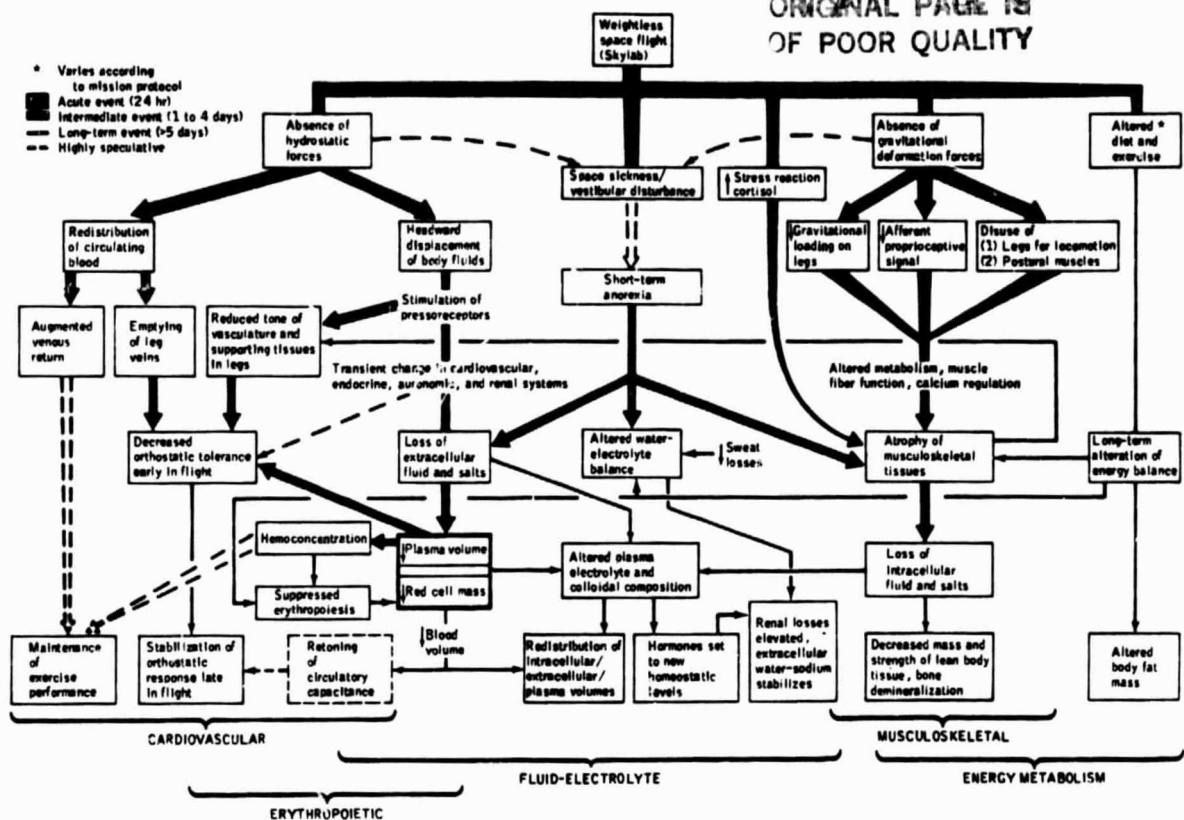 ORIGINAL PAGE IS
OF POOR QUALITY
Weightless
space flight
(Skylab)
* Varies according
to mission protocol
Acute event (24 hr)
Intermediate event (1 to 4 days)
Long-term event (>5 days)
Highly speculative
Absence of
hydrostatic
forces
Space sickness/
vestibular disturbance
↑ Stress reaction
cortisol
Absence of
gravitational
deformation forces
Altered *
diet and
exercise
Redistribution
of circulating
blood
Headward
displacement
of body fluids
↓ Gravitational
loading on
legs
↓ Afferent
proprioceptive
signal
Disuse of
(1) Legs for locomotion
(2) Postural muscles
Short-term
anorexia
Augmented
venous
return
Emptying
of leg
veins
Reduced tone of
vasculature and
supporting tissues
in legs
Stimulation of
pressoreceptors
Transient change in cardiovascular,
endocrine, autonomic, and renal systems
Altered metabolism, muscle
fiber function, calcium regulation
Decreased
orthostatic tolerance
early in flight
Loss of
extracellular
fluid and salts
Altered water-
electrolyte
balance
↓ Sweat
losses
Atrophy of
musculoskeletal
tissues
Long-term
alteration of
energy balance
Hemoconcentration
↓ Plasma volume
↓ Red cell mass
Suppressed
erythropoiesis
Altered plasma
electrolyte and
colloidal composition
Loss of
intracellular
fluid and salts
↓ Blood
volume
Maintenance*
of
exercise
performance
Stabilization of
orthostatic
response late
in flight
Retoning
of
circulatory
capacitance
Redistribution of
intracellular/
extracellular/
plasma volumes
Hormones set
to new
homeostatic
levels
Renal losses
elevated,
extracellular
water-sodium
stabilizes
Decreased mass and
strength of lean body
tissue, bone
demineralization
Altered
body fat
mass
CARDIOVASCULAR
MUSCULOSKELETAL
FLUID-ELECTROLYTE
ENERGY METABOLISM
ERYTHROPOIETIC